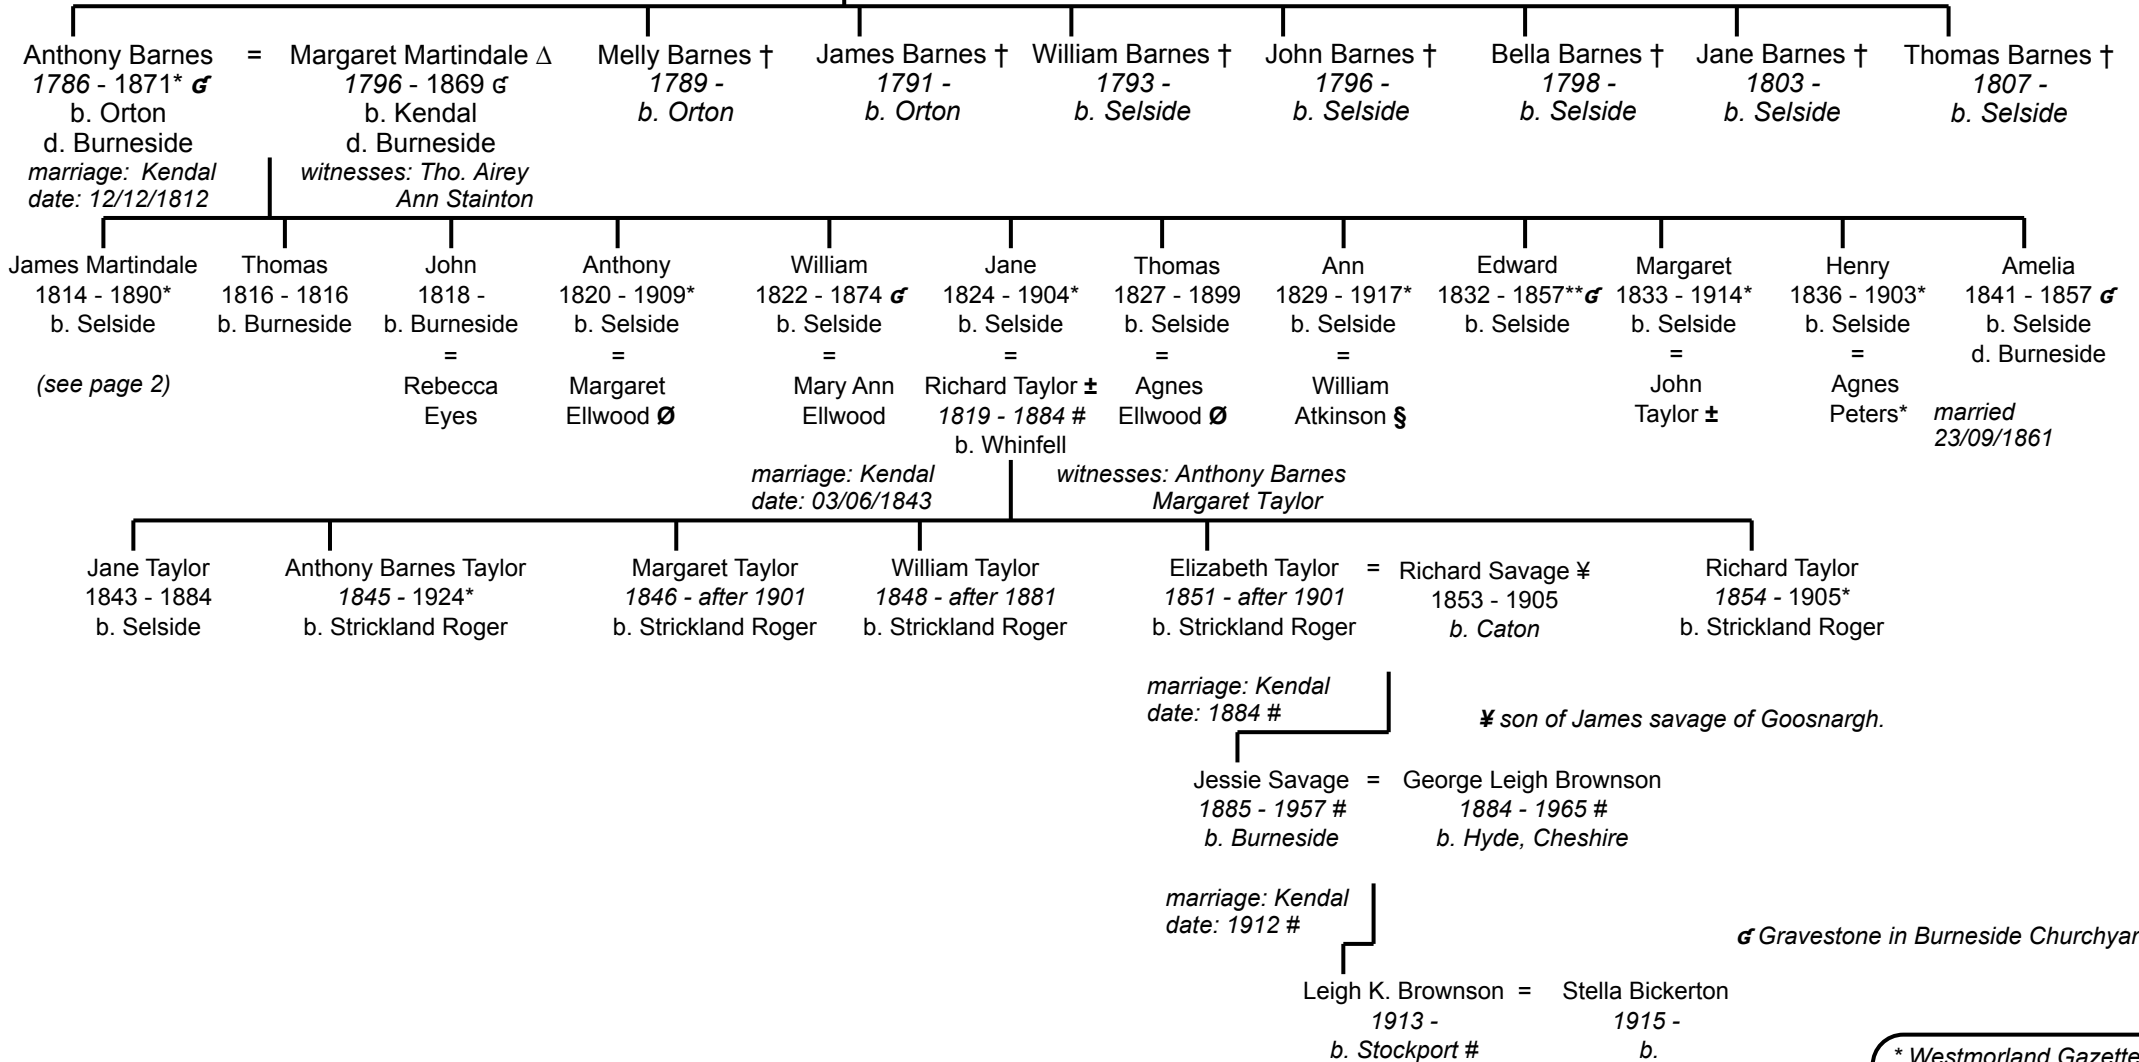 Anthony Barnes = Margaret Martindale Δ Melly Barnes † James Barnes † William Barnes † John Barnes † Bella Barnes † Jane Barnes † Thomas Barnes †
1786 - 1871* ɠ 1796 - 1869 ɠ 1789 - 1791 - 1793 - 1796 - 1798 - 1803 - 1807 -
b. Orton b. Kendal b. Orton b. Orton b. Selside b. Selside b. Selside b. Selside b. Selside
d. Burneside d. Burneside
marriage: Kendal witnesses: Tho. Airey
date: 12/12/1812 Ann Stainton
James Martindale Thomas John Anthony William Jane Thomas Ann Edward Margaret Henry Amelia
1814 - 1890* 1816 - 1816 1818 - 1820 - 1909* 1822 - 1874 ɠ 1824 - 1904* 1827 - 1899 1829 - 1917* 1832 - 1857**ɠ 1833 - 1914* 1836 - 1903* 1841 - 1857 ɠ
b. Selside b. Burneside b. Burneside b. Selside b. Selside b. Selside b. Selside b. Selside b. Selside b. Selside b. Selside b. Selside
= = = = = = = = d. Burneside
(see page 2) Rebecca Margaret Mary Ann Richard Taylor ± Agnes William John Agnes
Eyes Ellwood Ø Ellwood 1819 - 1884 # Ellwood Ø Atkinson § Taylor ± Peters* married
b. Whinfell 23/09/1861
marriage: Kendal witnesses: Anthony Barnes
date: 03/06/1843 Margaret Taylor
Jane Taylor Anthony Barnes Taylor Margaret Taylor William Taylor Elizabeth Taylor = Richard Savage ¥ Richard Taylor
1843 - 1884 1845 - 1924* 1846 - after 1901 1848 - after 1881 1851 - after 1901 1853 - 1905 1854 - 1905*
b. Selside b. Strickland Roger b. Strickland Roger b. Strickland Roger b. Strickland Roger b. Caton b. Strickland Roger
marriage: Kendal
date: 1884 # ¥ son of James savage of Goosnargh.
Jessie Savage = George Leigh Brownson
1885 - 1957 # 1884 - 1965 #
b. Burneside b. Hyde, Cheshire
marriage: Kendal
date: 1912 #
ɠ Gravestone in Burneside Churchyar
Leigh K. Brownson = Stella Bickerton
1913 - 1915 -
b. Stockport # b.
* Westmorland Gazette